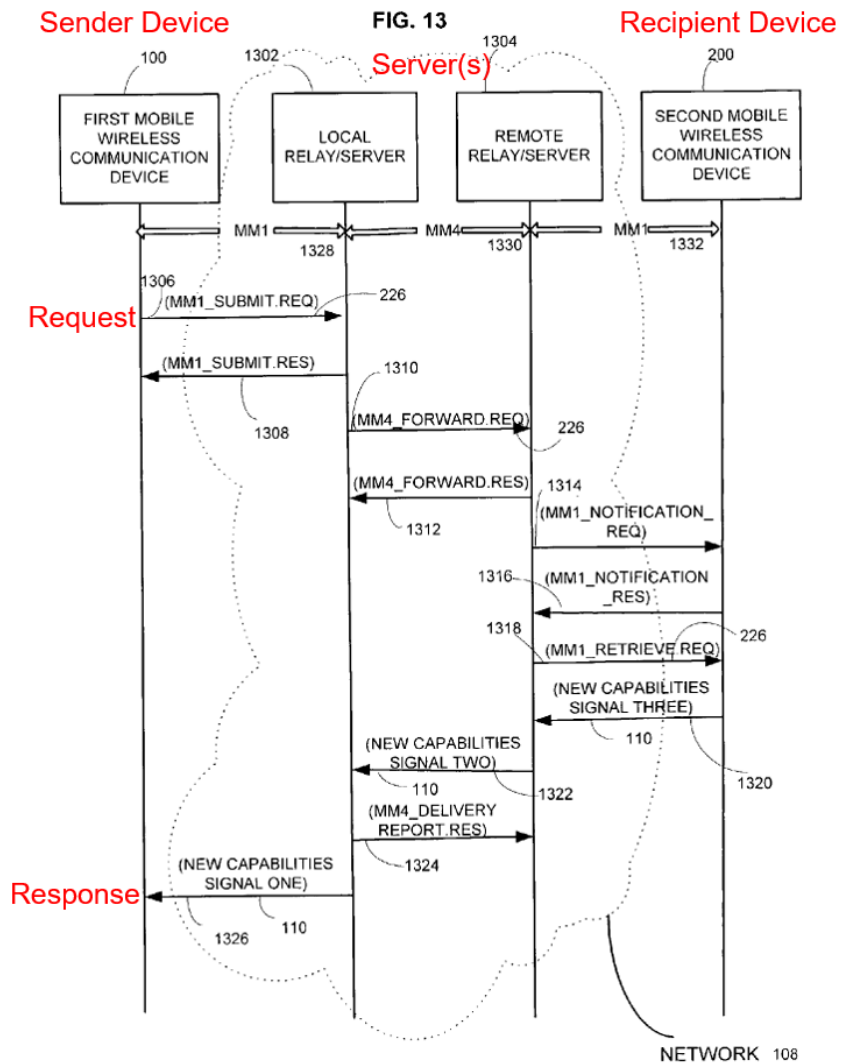 Sender Device
FIG. 13
Recipient Device
100
1302
Server(s)
1304
200
FIRST MOBILE
WIRELESS
COMMUNICATION
DEVICE
LOCAL
RELAY/SERVER
REMOTE
RELAY/SERVER
SECOND MOBILE
WIRELESS
COMMUNICATION
DEVICE
MM1
1328
MM4
1330
MM1
1332
1306
(MM1_SUBMIT.REQ)
226
Request
(MM1_SUBMIT.RES)
1308
1310
(MM4_FORWARD.REQ)
226
(MM4_FORWARD.RES)
1312
1314
(MM1_NOTIFICATION_
REQ)
1316
(MM1_NOTIFICATION
_RES)
1318
(MM1_RETRIEVE.REQ)
226
(NEW CAPABILITIES
SIGNAL THREE)
110
1320
(NEW CAPABILITIES
SIGNAL TWO)
110
1322
(MM4_DELIVERY
REPORT.RES)
1324
Response
(NEW CAPABILITIES
SIGNAL ONE)
1326
110
NETWORK 108